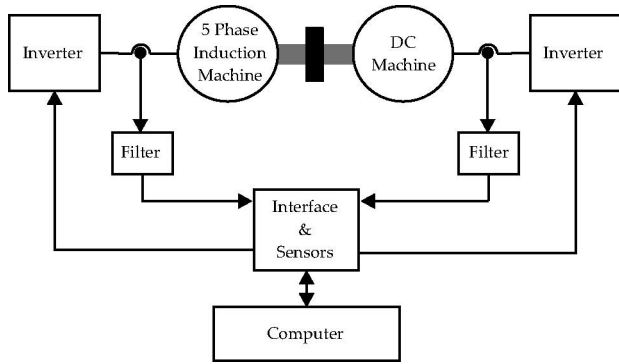 Inverter
5 Phase
Induction
Machine
DC
Machine
Inverter
Filter
Filter
Interface
&
Sensors
Computer